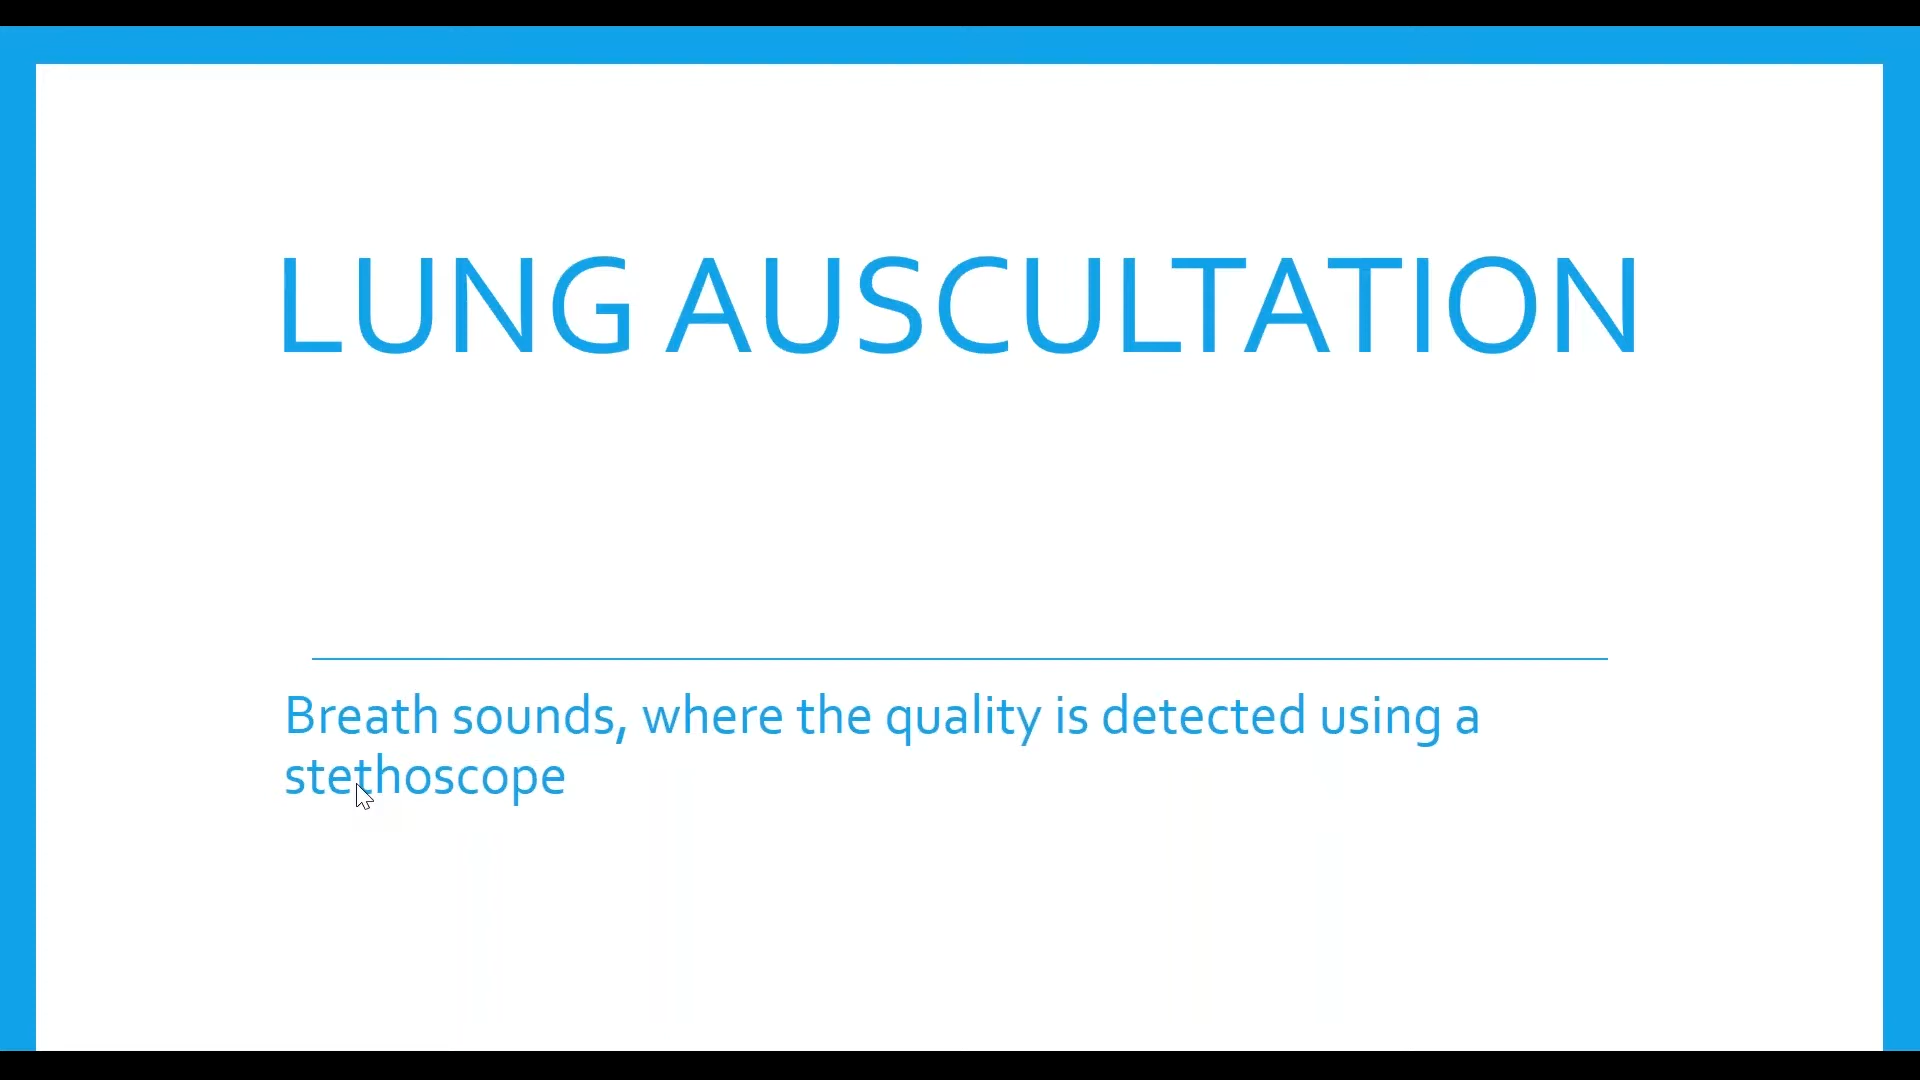 LUNG AUSCULTATION
Breath sounds, where the quality is detected using a
stethoscope